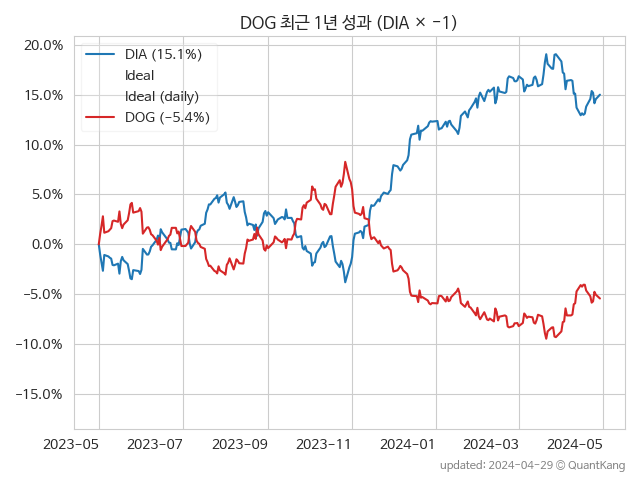 DOG 최근 1년 성과 (DIA × −1)
20.0%
15.0%
10.0%
5.0%
0.0%
−5.0%
−10.0%
−15.0%
DIA (15.1%)
Ideal
Ideal (daily)
DOG (−5.4%)
2023-05 2023-07 2023-09 2023-11 2024-01 2024-03 2024-05
updated: 2024-04-29 © QuantKang